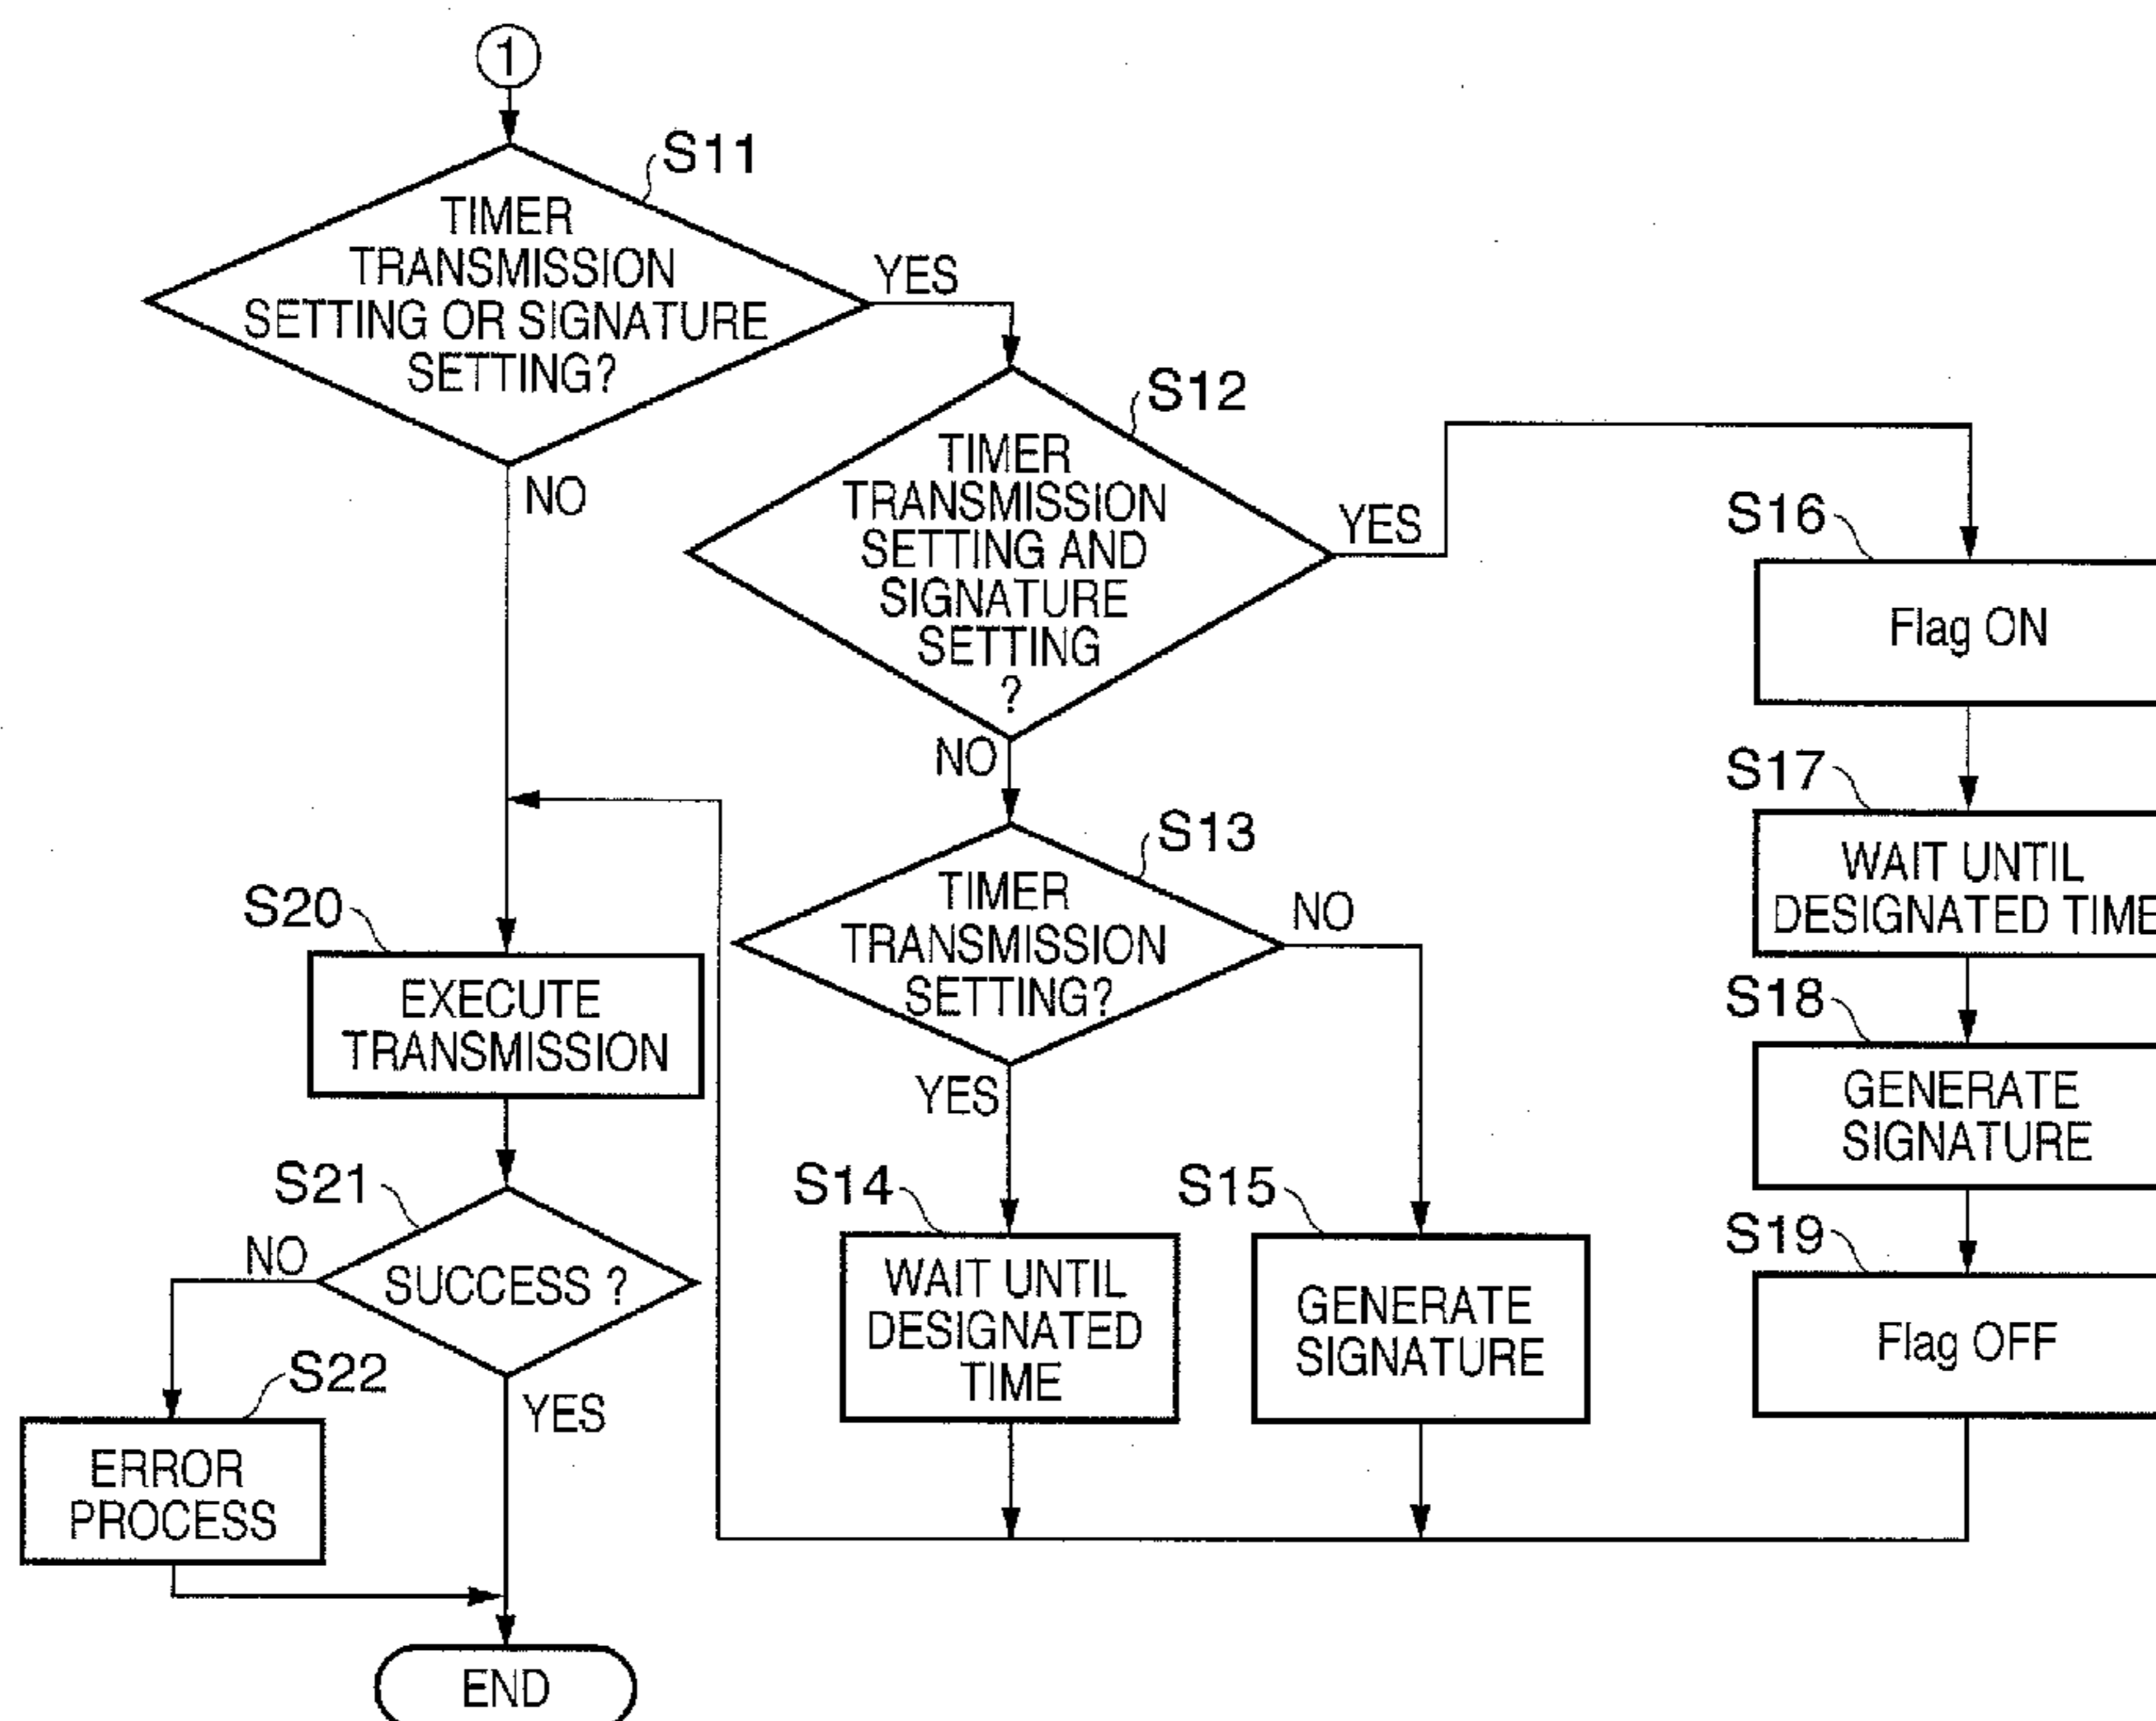 1
S11
TIMER
TRANSMISSION
SETTING OR SIGNATURE
SETTING?
YES
NO
S12
TIMER
TRANSMISSION
SETTING AND
SIGNATURE
SETTING
?
YES
NO
S13
TIMER
TRANSMISSION
SETTING?
NO
YES
S14
WAIT UNTIL
DESIGNATED
TIME
S15
GENERATE
SIGNATURE
S16
Flag ON
S17
WAIT UNTIL
DESIGNATED TIME
S18
GENERATE
SIGNATURE
S19
Flag OFF
S20
EXECUTE
TRANSMISSION
S21
SUCCESS ?
NO
YES
S22
ERROR
PROCESS
END